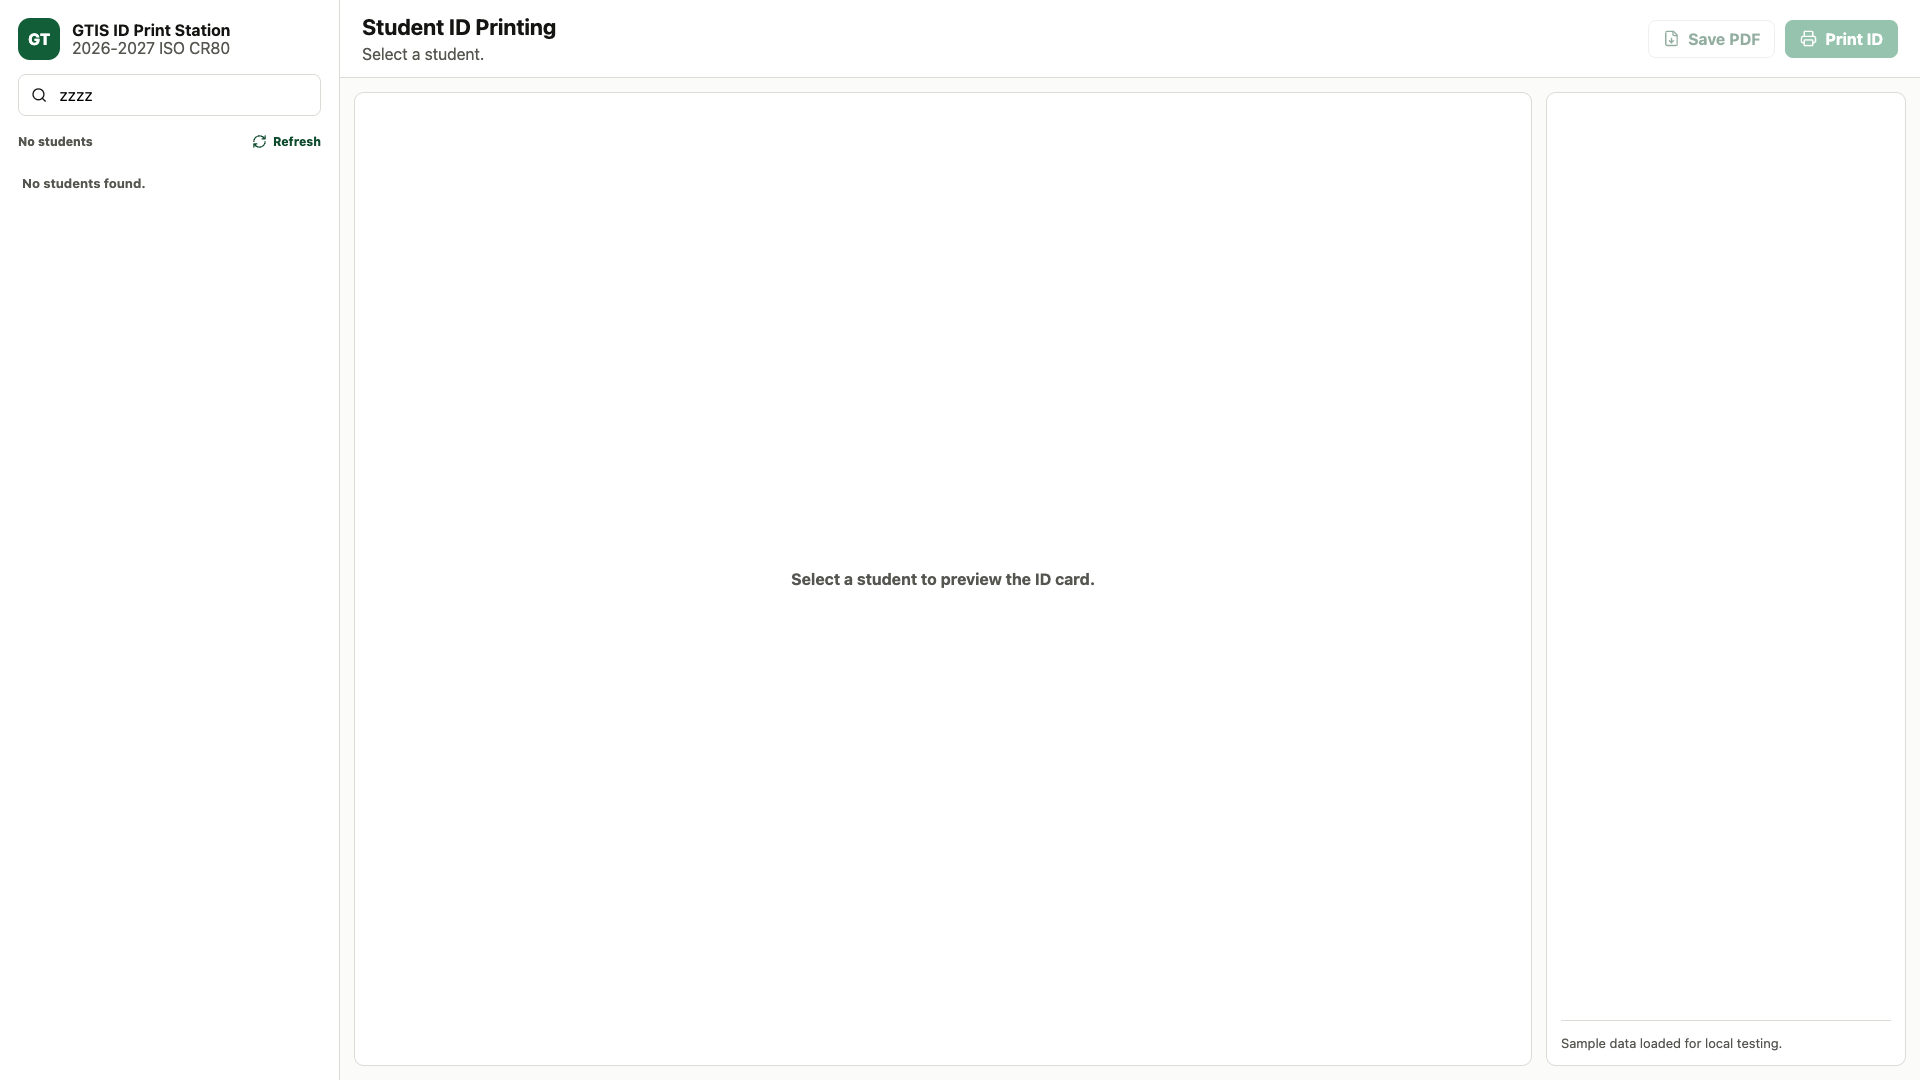 GT
GTIS ID Print Station
2026-2027 ISO CR80
zzzz
No students
Refresh
No students found.
Student ID Printing
Select a student.
Save PDF
Print ID
Select a student to preview the ID card.
Sample data loaded for local testing.